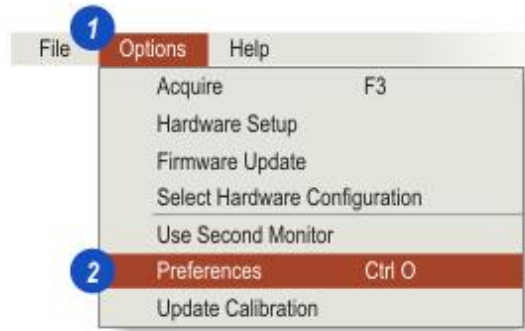 1
File Options Help
Acquire F3
Hardware Setup
Firmware Update
Select Hardware Configuration
Use Second Monitor
2 Preferences Ctrl O
Update Calibration